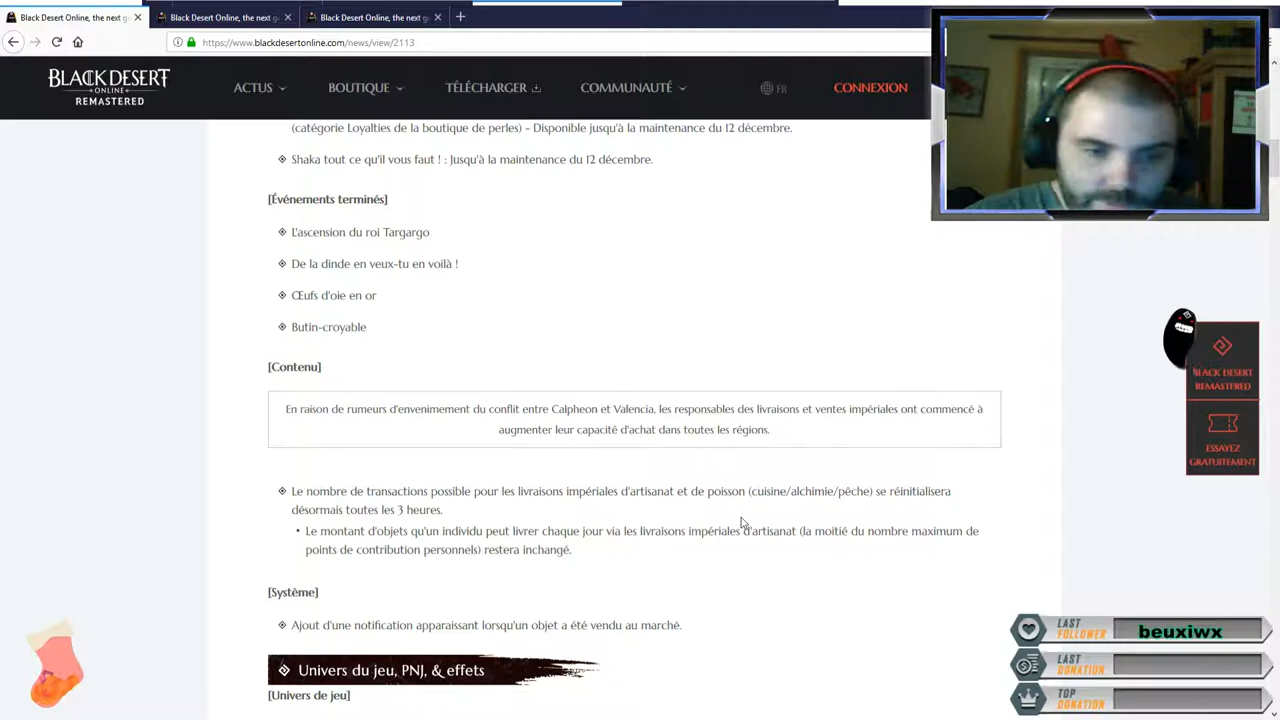 Black Desert Online, the next g
Black Desert Online, the next g
Black Desert Online, the next g
https://www.blackdesertonline.com/news/view/2113
BLACK DESERT
ONLINE
REMASTERED
ACTUS
BOUTIQUE
TÉLÉCHARGER
COMMUNAUTÉ
FR
CONNEXION
(catégorie Loyalties de la boutique de perles) - Disponible jusqu'à la maintenance du 12 décembre.
Shaka tout ce qu'il vous faut ! : Jusqu'à la maintenance du 12 décembre.
[Événements terminés]
L'ascension du roi Targargo
De la dinde en veux-tu en voilà !
Œufs d'oie en or
Butin-croyable
[Contenu]
En raison de rumeurs d'envenimement du conflit entre Calpheon et Valencia, les responsables des livraisons et ventes impériales ont commencé à
augmenter leur capacité d'achat dans toutes les régions.
Le nombre de transactions possible pour les livraisons impériales d'artisanat et de poisson (cuisine/alchimie/pêche) se réinitialisera
désormais toutes les 3 heures.
• Le montant d'objets qu'un individu peut livrer chaque jour via les livraisons impériales d'artisanat (la moitié du nombre maximum de
points de contribution personnels) restera inchangé.
[Système]
Ajout d'une notification apparaissant lorsqu'un objet a été vendu au marché.
Univers du jeu, PNJ, & effets
[Univers de jeu]
BLACK DESERT
REMASTERED
ESSAYEZ
GRATUITEMENT
LAST
FOLLOWER
beuxiwx
LAST
DONATION
TOP
DONATION